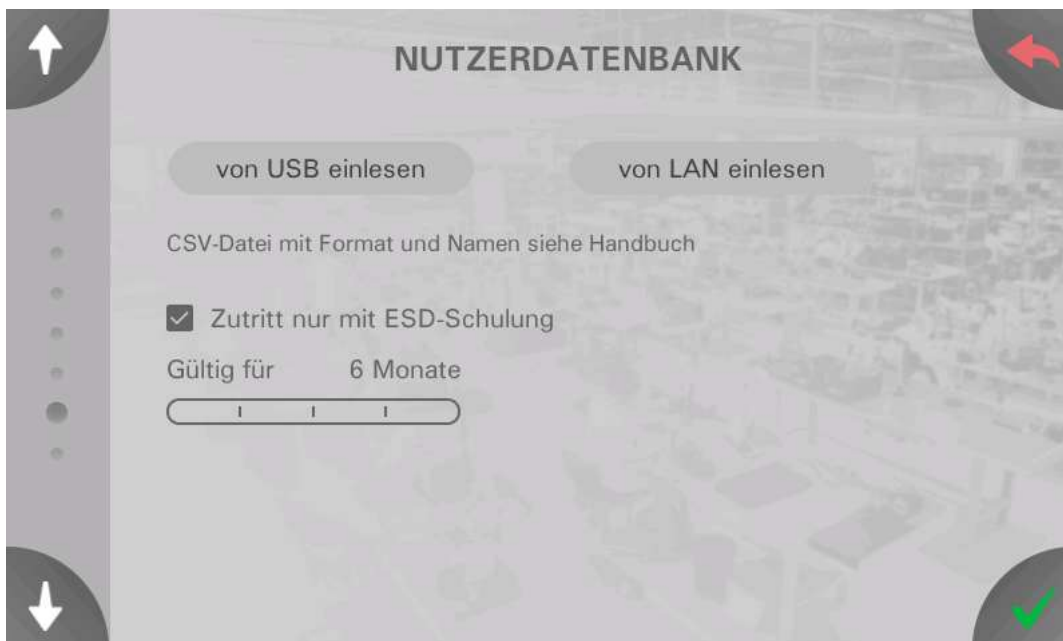 NUTZERDATENBANK
von USB einlesen
von LAN einlesen
CSV-Datei mit Format und Namen siehe Handbuch
Zutritt nur mit ESD-Schulung
Gültig für 6 Monate